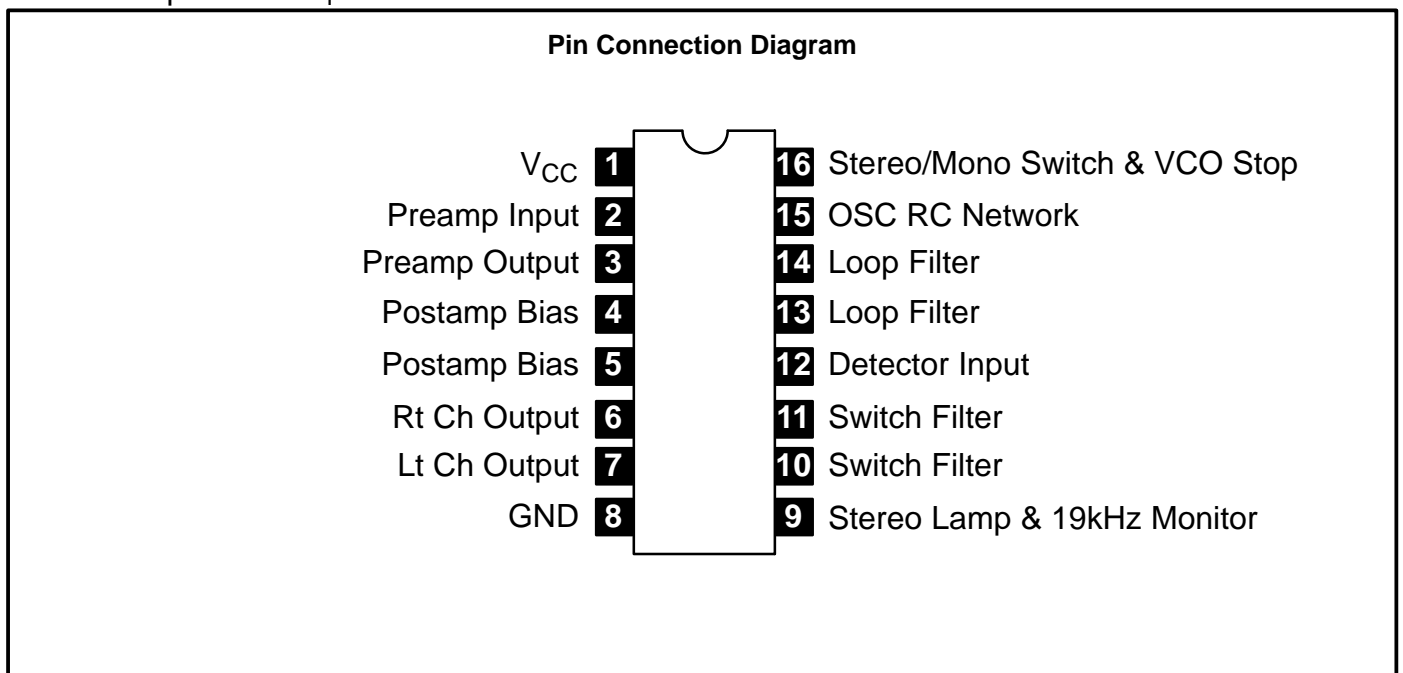 Pin Connection Diagram
VCC 1
Preamp Input 2
Preamp Output 3
Postamp Bias 4
Postamp Bias 5
Rt Ch Output 6
Lt Ch Output 7
GND 8
16 Stereo/Mono Switch & VCO Stop
15 OSC RC Network
14 Loop Filter
13 Loop Filter
12 Detector Input
11 Switch Filter
10 Switch Filter
9 Stereo Lamp & 19kHz Monitor